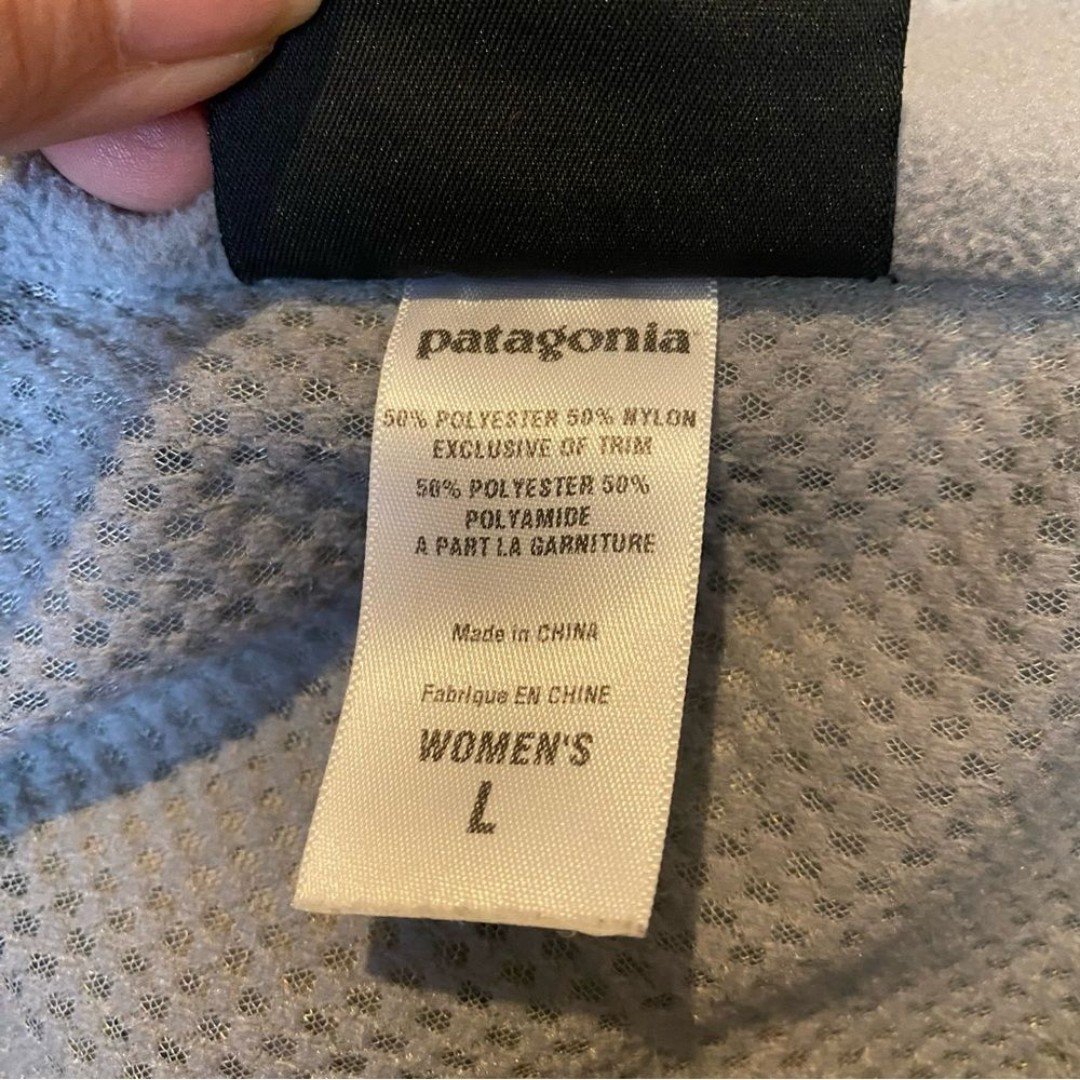 patagonia
50% POLYESTER 50% NYLON
EXCLUSIVE OF TRIM
50% POLYESTER 50%
POLYAMIDE
A PART LA GARNITURE
Made in CHINA
Fabrique EN CHINE
WOMEN'S
L